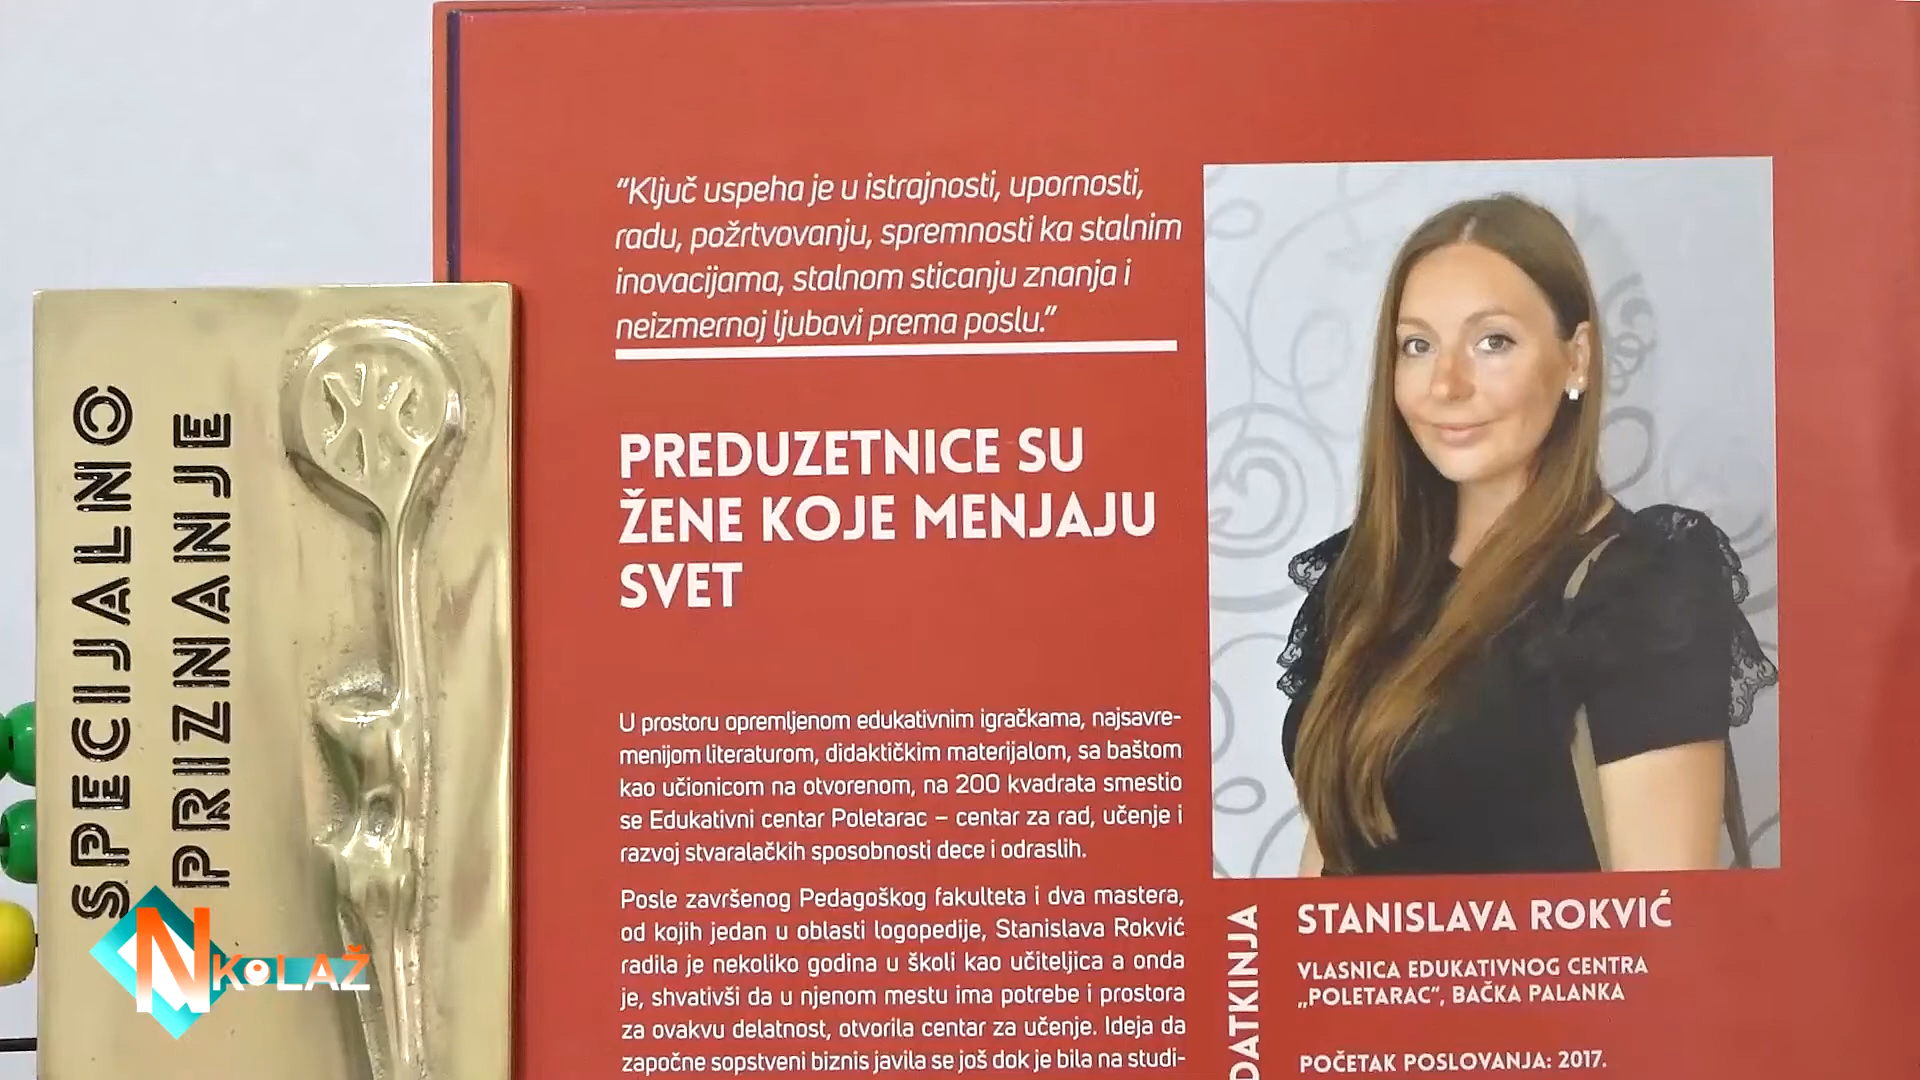 SPECIJALNO
PRIZNANJE
“Ključ uspeha je u istrajnosti, upornosti,
radu, požrtvovanju, spremnosti ka stalnim
inovacijama, stalnom sticanju znanja i
neizmernoj ljubavi prema poslu.”
PREDUZETNICE SU
ŽENE KOJE MENJAJU
SVET
U prostoru opremljenom edukativnim igračkama, najsavre-
menijom literaturom, didaktičkim materijalom, sa baštom
kao učionicom na otvorenom, na 200 kvadrata smestio
se Edukativni centar Poletarac – centar za rad, učenje i
razvoj stvaralačkih sposobnosti dece i odraslih.
Posle završenog Pedagoškog fakulteta i dva mastera,
od kojih jedan u oblasti logopedije, Stanislava Rokvić
radila je nekoliko godina u školi kao učiteljica a onda
je, shvativši da u njenom mestu ima potrebe i prostora
za ovakvu delatnost, otvorila centar za učenje. Ideja da
započne sopstveni biznis javila se još dok je bila na studi-
DATKINJA
STANISLAVA ROKVIĆ
VLASNICA EDUKATIVNOG CENTRA
„POLETARAC“, BAČKA PALANKA
POČETAK POSLOVANJA: 2017.
N KOLAŽ